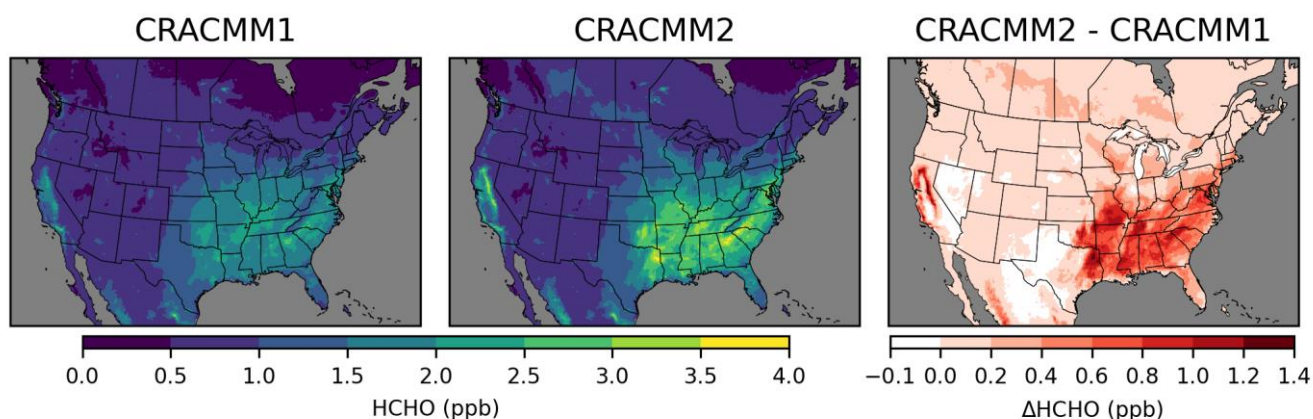 CRACMM1
CRACMM2
CRACMM2 - CRACMM1
0.0 0.5 1.0 1.5 2.0 2.5 3.0 3.5 4.0
HCHO (ppb)
−0.1 0.0 0.2 0.4 0.6 0.8 1.0 1.2 1.4
ΔHCHO (ppb)